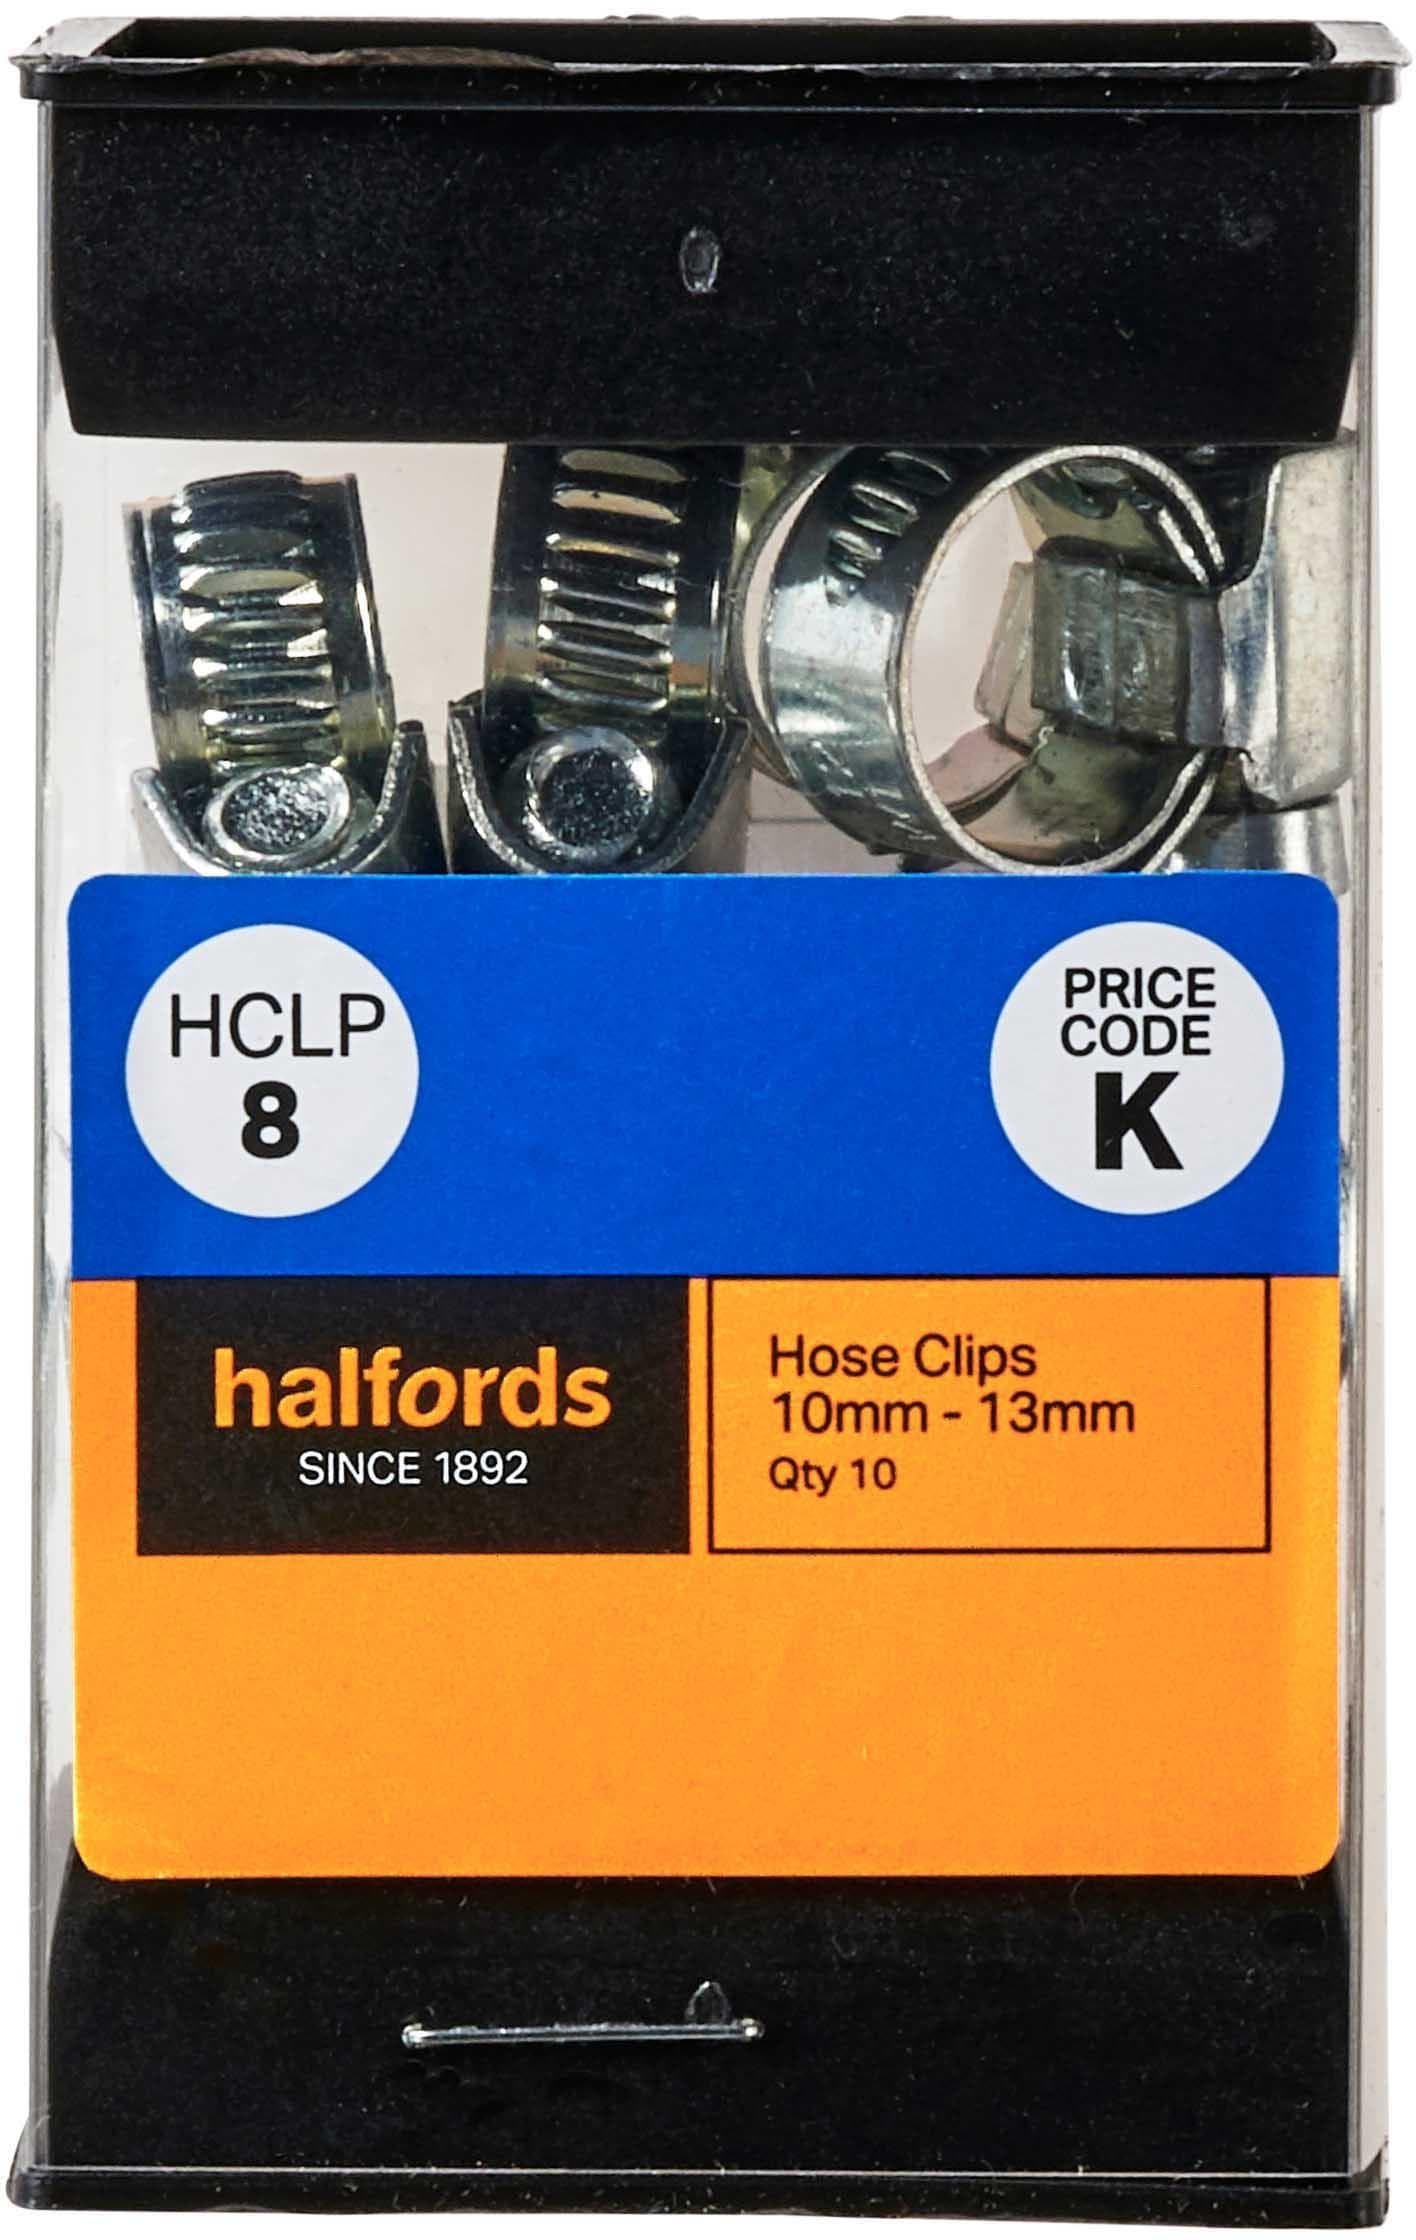 HCLP
8
PRICE
CODE
K
halfords
SINCE 1892
Hose Clips
10mm - 13mm
Qty 10